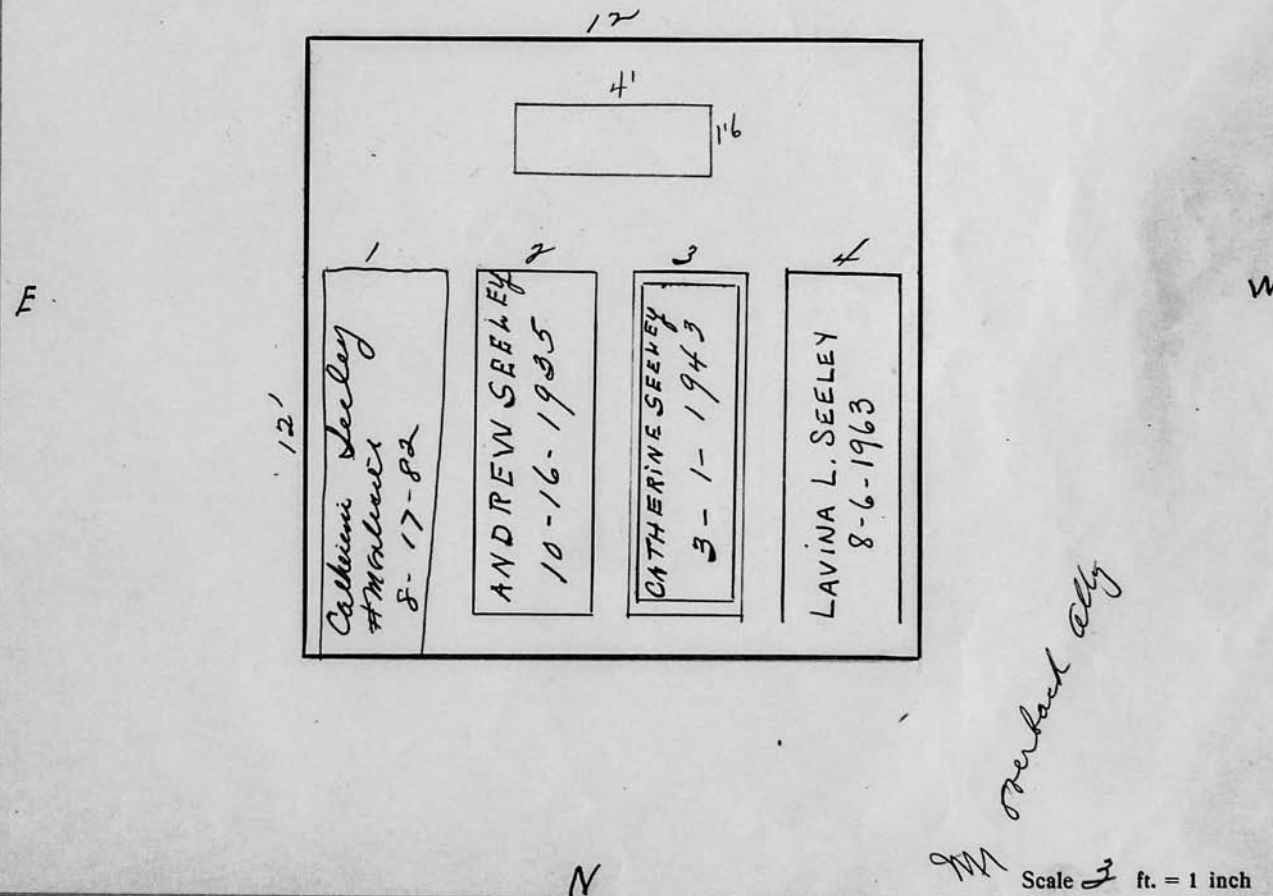 12
4'
1'6
1
2
3
4
E
W
12'
Seeley
8-17-82
ANDREW SEELEY
10-16-1935
CATHERINE SEELEY
3-1-1943
LAVINA L. SEELEY
8-6-1963
N
Scale 3 ft. = 1 inch